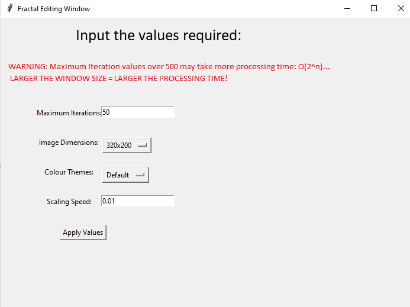 Fractal Editing Window
Input the values required:
WARNING: Maximum Iteration values over 500 may take more processing time: O(2^n)...
LARGER THE WINDOW SIZE = LARGER THE PROCESSING TIME!
Maximum Iterations: 50
Image Dimensions: 320x200
Colour Themes: Default
Scaling Speed: 0.01
Apply Values